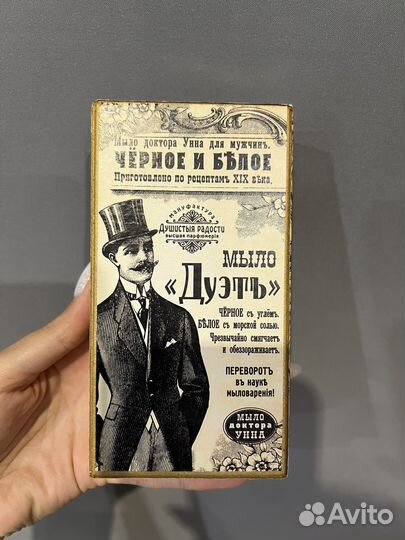 Мыло доктора Унна для мужчинъ.
ЧЁРНОЕ И БѢЛОЕ
Приготовлено по рецептамъ XIX вѣка.
мануфактура
Душистыя радости
высшая парфюмерія
МЫЛО
«Дуэтъ»
ЧЁРНОЕ съ углёмъ.
БѢЛОЕ съ морской солью.
Чрезвычайно смягчаетъ
и обеззораживаетъ.
ПЕРЕВОРОТЪ
въ наукѣ
мыловаренія!
МЫЛО
доктора
УННА
Avito